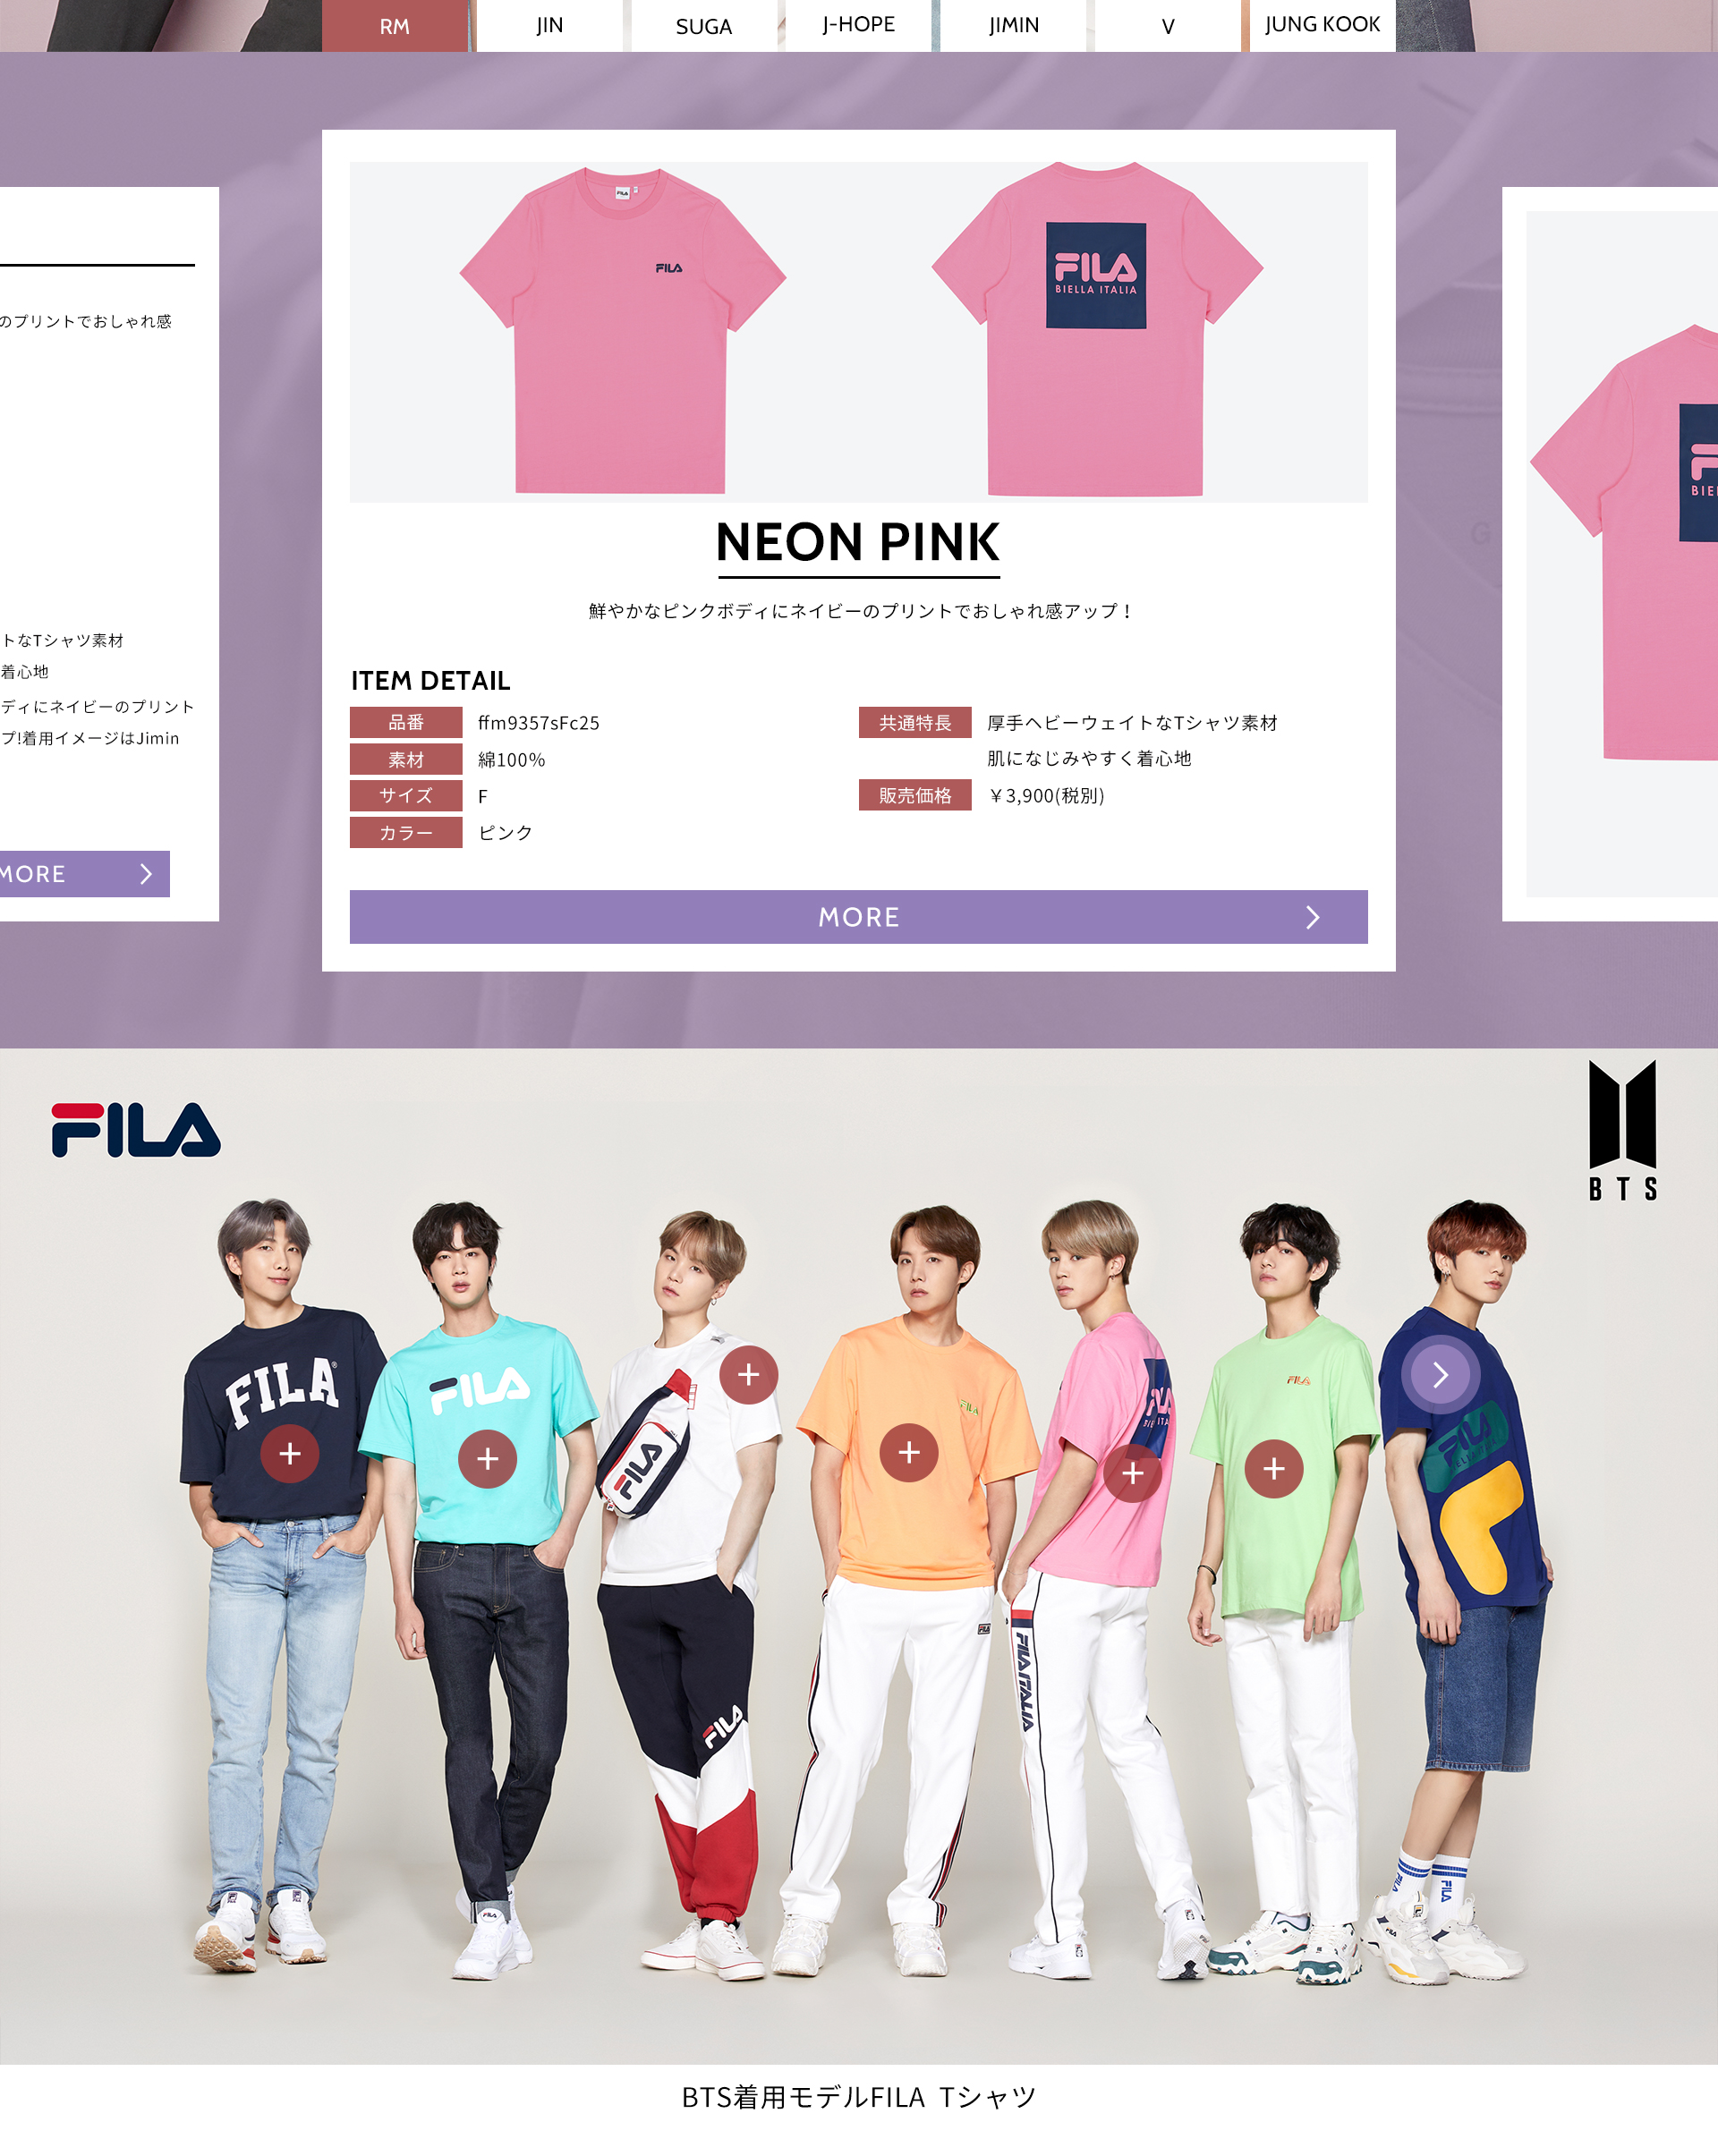 RM
JIN
SUGA
J-HOPE
JIMIN
V
JUNG KOOK
のプリントでおしゃれ感
トなTシャツ素材
着心地
ディにネイビーのプリント
プ!着用イメージはJimin
MORE
FILA
FILA
FILA
BIELLA ITALIA
NEON PINK
鮮やかなピンクボディにネイビーのプリントでおしゃれ感アップ！
ITEM DETAIL
品番 ffm9357sFc25
素材 綿100%
サイズ F
カラー ピンク
共通特長 厚手ヘビーウェイトなTシャツ素材
肌になじみやすく着心地
販売価格 ￥3,900(税別)
MORE
FILA
BTS
FILA
FILA
FILA
FILA
FILA
FILA
FILA
FILA ITALIA
FILA
FILA
BTS着用モデルFILA Tシャツ